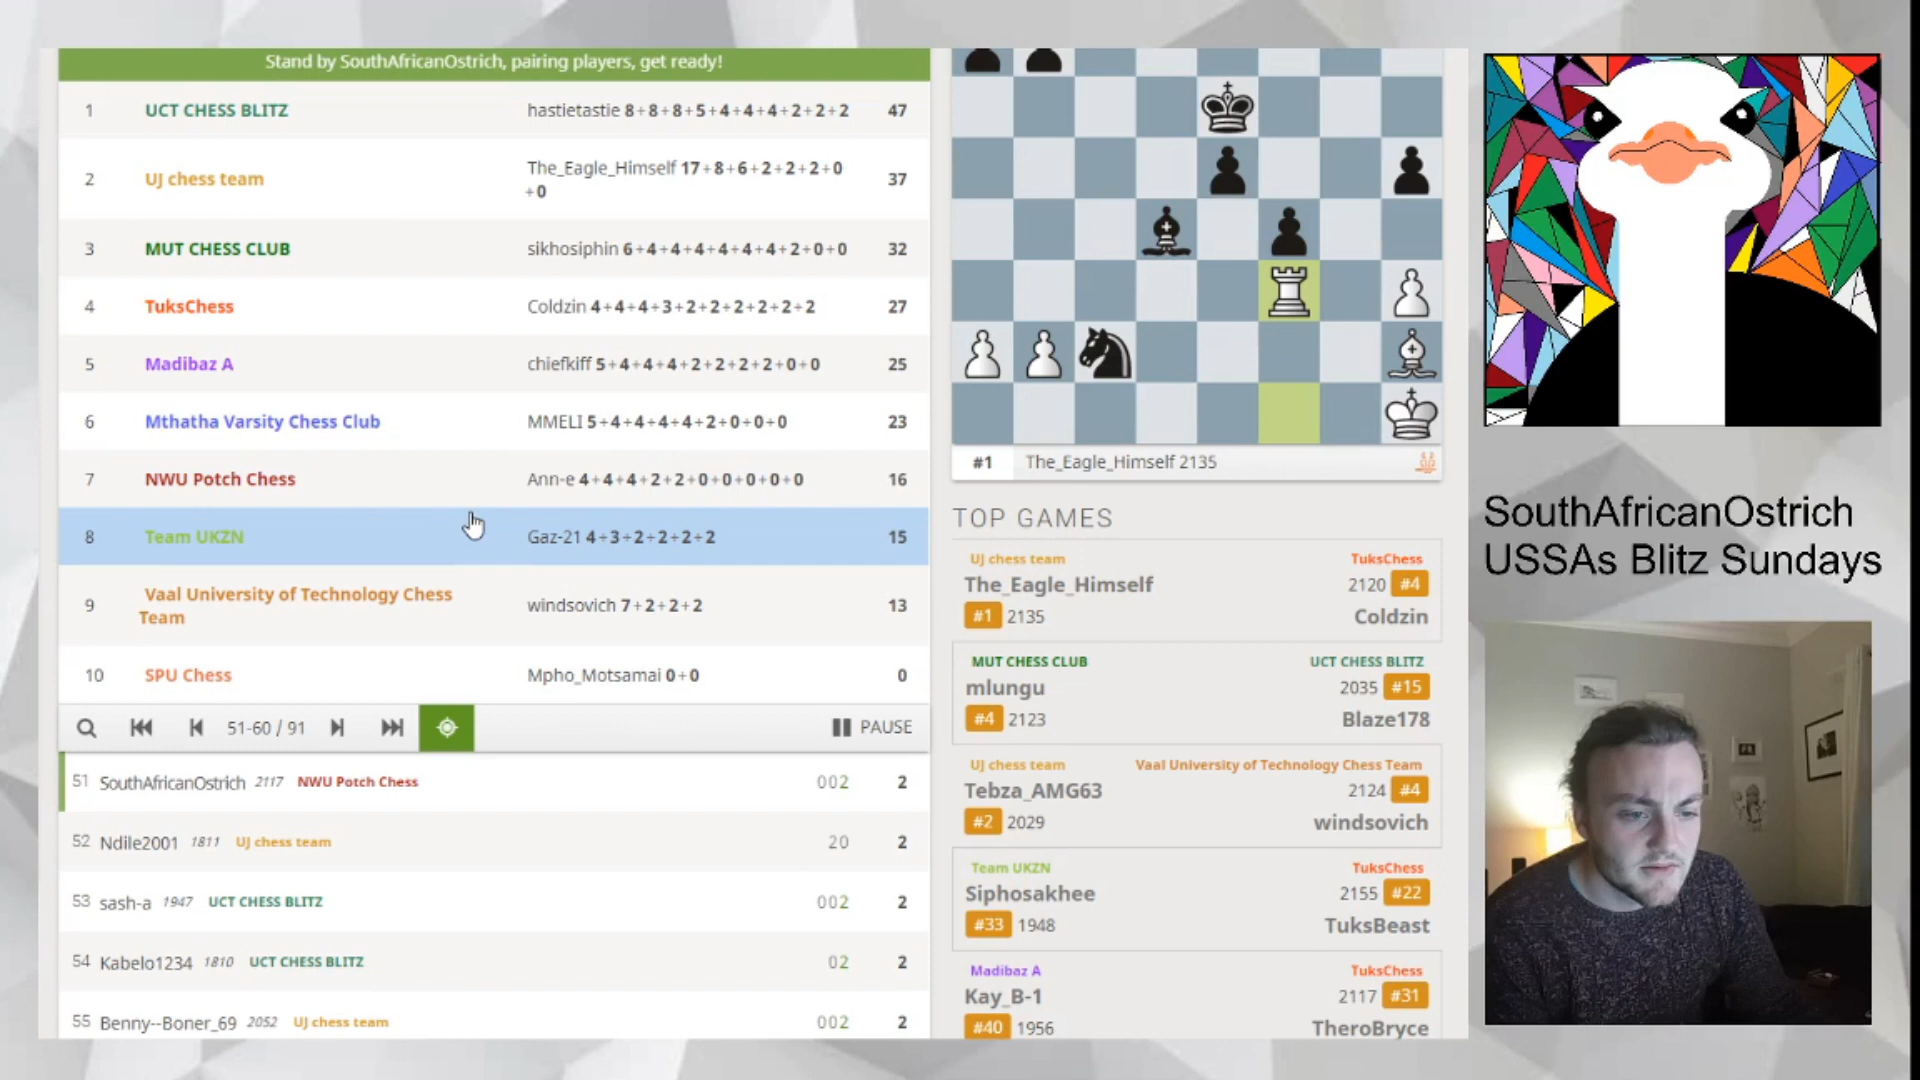 Stand by SouthAfricanOstrich, pairing players, get ready!
1 UCT CHESS BLITZ hastietastie 8+8+8+5+4+4+4+2+2+2 47
2 UJ chess team The_Eagle_Himself 17+8+6+2+2+2+0
+0 37
3 MUT CHESS CLUB sikhosiphin 6+4+4+4+4+4+4+2+0+0 32
4 TuksChess Coldzin 4+4+4+3+2+2+2+2+2+2 27
5 Madibaz A chiefkiff 5+4+4+4+2+2+2+2+0+0 25
6 Mthatha Varsity Chess Club MMELI 5+4+4+4+4+2+0+0+0 23
7 NWU Potch Chess Ann-e 4+4+4+2+2+0+0+0+0+0 16
8 Team UKZN Gaz-21 4+3+2+2+2+2 15
9 Vaal University of Technology Chess
Team windsovich 7+2+2+2 13
10 SPU Chess Mpho_Motsamai 0+0 0
51-60 / 91 PAUSE
51 SouthAfricanOstrich 2117 NWU Potch Chess 002 2
52 Ndile2001 1811 UJ chess team 20 2
53 sash-a 1947 UCT CHESS BLITZ 002 2
54 Kabelo1234 1810 UCT CHESS BLITZ 02 2
55 Benny--Boner_69 2052 UJ chess team 002 2
#1 The_Eagle_Himself 2135
TOP GAMES
UJ chess team TuksChess
The_Eagle_Himself 2120 #4
#1 2135 Coldzin
MUT CHESS CLUB UCT CHESS BLITZ
mlungu 2035 #15
#4 2123 Blaze178
UJ chess team Vaal University of Technology Chess Team
Tebza_AMG63 2124 #4
#2 2029 windsovich
Team UKZN TuksChess
Siphosakhee 2155 #22
#33 1948 TuksBeast
Madibaz A TuksChess
Kay_B-1 2117 #31
#40 1956 TheroBryce
SouthAfricanOstrich
USSAs Blitz Sundays